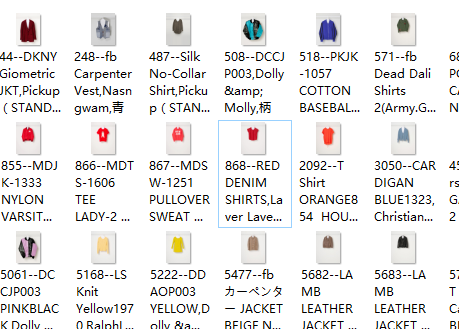 44--DKNY
Giometric
JKT,Pickup
( STAND...
248--fb
Carpenter
Vest,Nasn
gwam,青
487--Silk
No-Collar
Shirt,Picku
p（STAND...
508--DCCJ
P003,Dolly
&amp;
Molly,柄
518--PKJK
-1057
COTTON
BASEBAL...
571--fb
Dead Dali
Shirts
2(Army.G...
855--MDJ
K-1333
NYLON
VARSIT...
866--MDT
S-1606
TEE
LADY-2 ...
867--MDS
W-1251
PULLOVER
SWEAT ...
868--RED
DENIM
SHIRTS,La
ver Lave...
2092--T
Shirt
ORANGE8
54  HOU...
3050--CAR
DIGAN
BLUE1323,
Christian...
5061--DC
CJP003
PINKBLAC
K,Dolly
5168--LS
Knit
Yellow197
0,Ralphl
5222--DD
AOP003
YELLOW,D
olly &a...
5477--fb
カーペンタ
ー JACKET
BEIGE N...
5682--LA
MB
LEATHER
JACKET
5683--LA
MB
LEATHER
JACKET